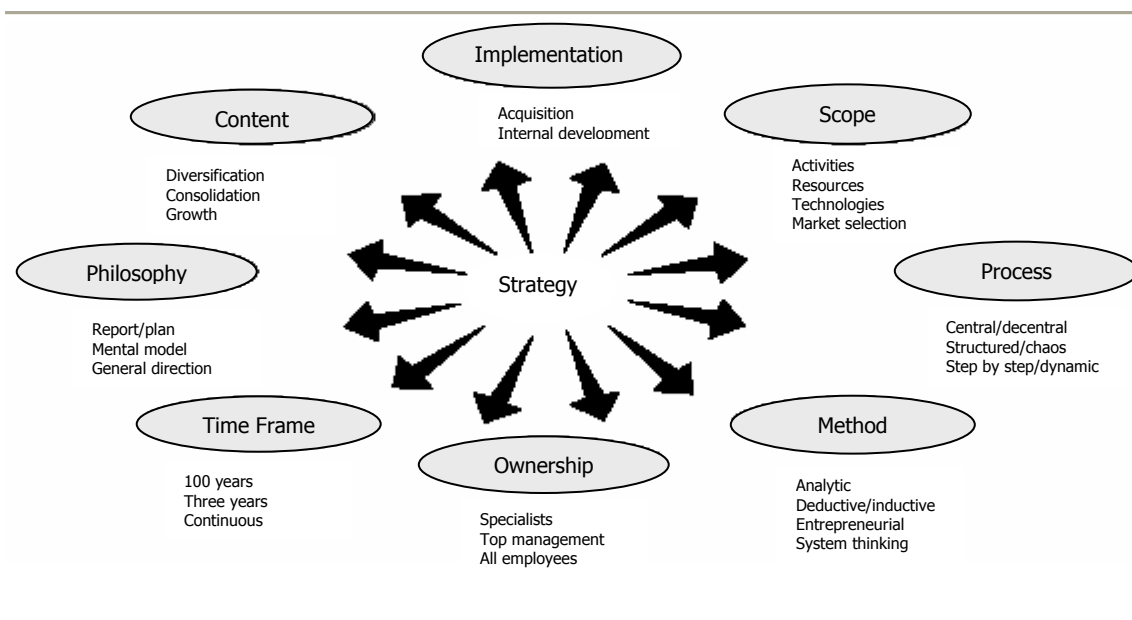 Implementation
Acquisition
Internal development
Content
Diversification
Consolidation
Growth
Scope
Activities
Resources
Technologies
Market selection
Philosophy
Report/plan
Mental model
General direction
Strategy
Process
Central/decentral
Structured/chaos
Step by step/dynamic
Time Frame
100 years
Three years
Continuous
Ownership
Specialists
Top management
All employees
Method
Analytic
Deductive/inductive
Entrepreneurial
System thinking